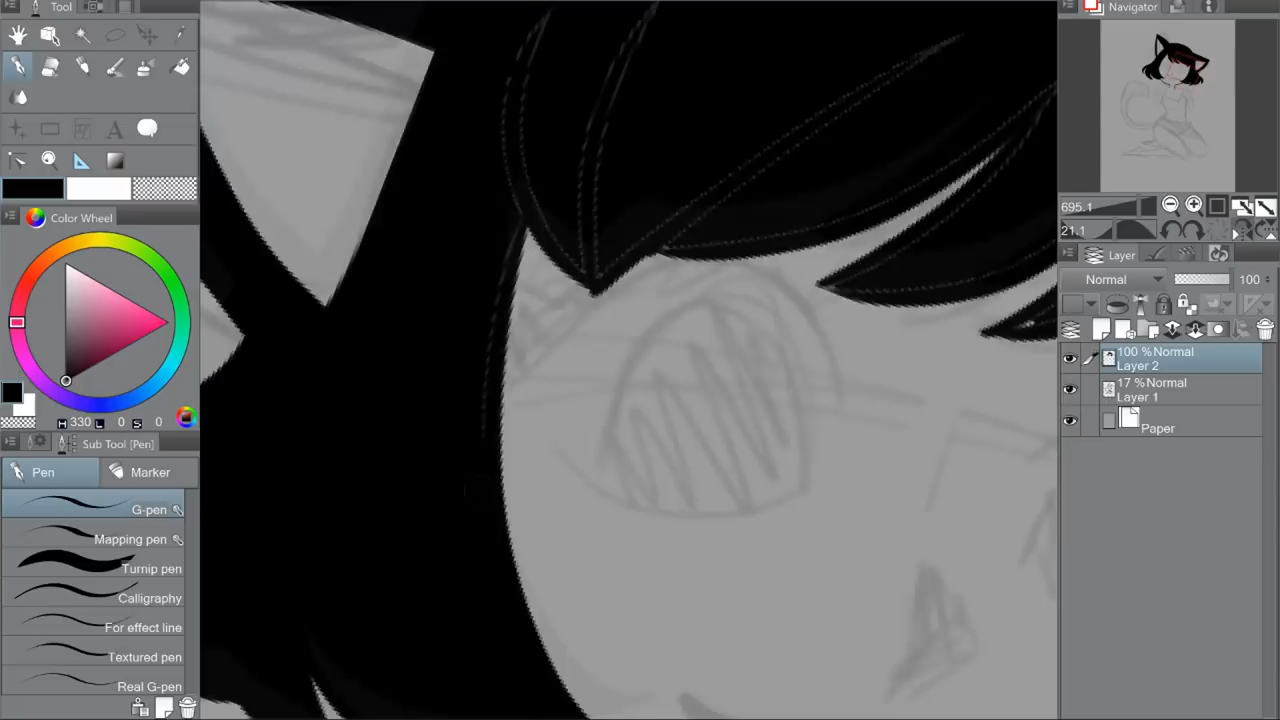 Tool
Navigator
A
695.1
21.1
Color Wheel
Layer
Normal
100
100 % Normal
Layer 2
17 % Normal
Layer 1
Paper
H 330 L 0 S 0
Sub Tool [Pen]
Pen
Marker
G-pen
Mapping pen
Turnip pen
Calligraphy
For effect line
Textured pen
Real G-pen